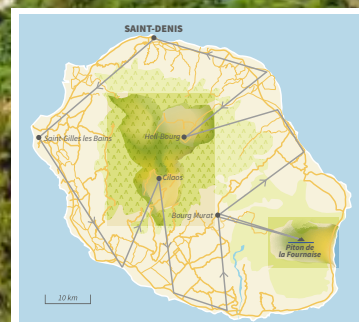 SAINT-DENIS
Saint-Gilles les Bains
Hell-Bourg
Cilaos
Bourg Murat
Piton de
la Fournaise
10 km